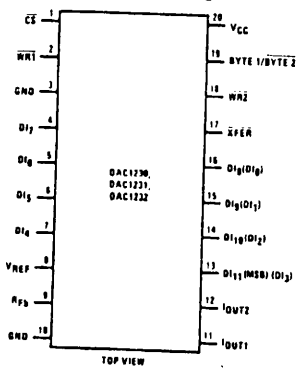 CS 1
WR1 2
GND 3
DI7 4
DI6 5
DI5 6
DI4 7
VREF 8
RFb 9
GND 10
DAC1230,
DAC1231,
DAC1232
20 VCC
19 BYTE 1/BYTE 2
18 WR2
17 XFER
16 DI8(DI0)
15 DI9(DI1)
14 DI10(DI2)
13 DI11(MSB) (DI3)
12 IOUT2
11 IOUT1
TOP VIEW